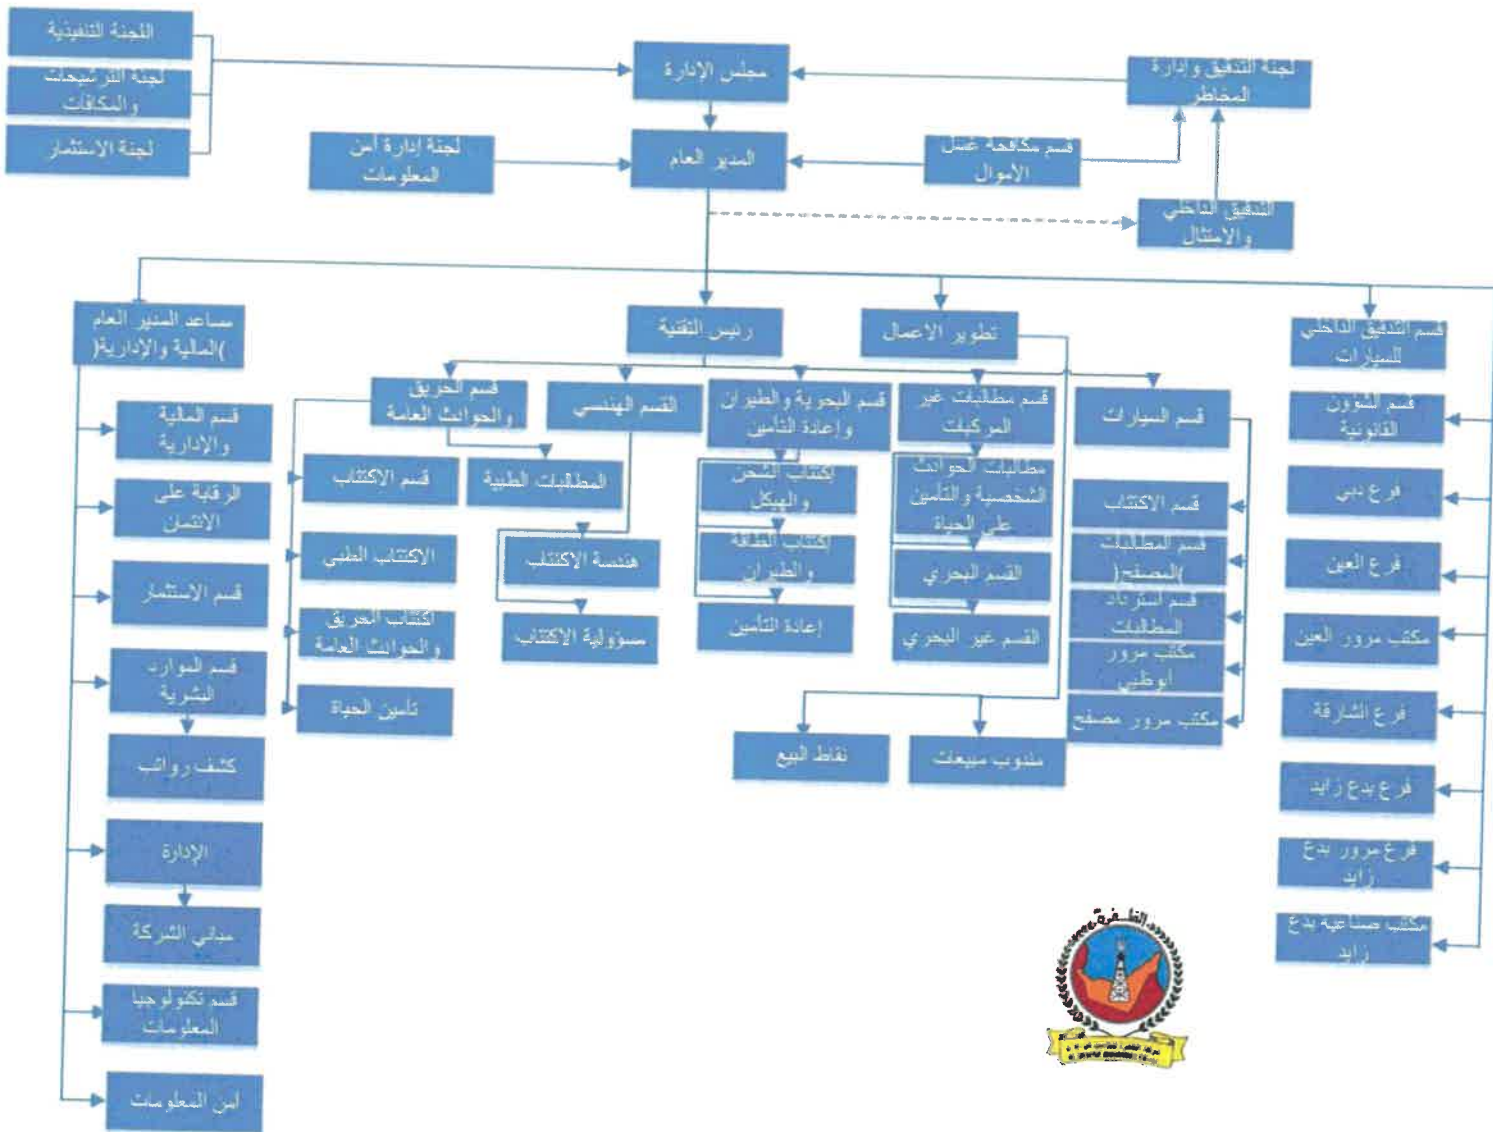 اللجنة التنفيذية
لجنة الترشيحات
والمكافات
لجنة الاستثمار
مجلس الإدارة
لجنة التدقيق وإدارة
المخاطر
لجنة إدارة أمن
المعلومات
المدير العام
قسم مكافحة غسل
الأموال
التدقيق الداخلي
والامتثال
مساعد المدير العام
)المالية والإدارية(
رئيس التقنية
تطوير الاعمال
قسم التدقيق الداخلي
للسيارات
قسم الحريق
والحوادث العامة
القسم الهندسي
قسم البحرية والطيران
وإعادة التأمين
قسم مطالبات غير
المركبات
قسم السيارات
قسم الشؤون
القانونية
قسم المالية
والإدارية
قسم الإكتتاب
المطالبات الطبية
إكتتاب الشحن
والهيكل
مطالبات الحوادث
الشخصية والتأمين
على الحياة
قسم الاكتتاب
فرع دبي
الرقابة على
الائتمان
الاكتتاب الطبي
هندسة الاكتتاب
إكتتاب الطاقة
والطيران
القسم البحري
قسم المطالبات
)المصفح(
فرع العين
قسم الاستثمار
اكتتاب الحريق
والحوادث العامة
مسؤولية الاكتتاب
إعادة التأمين
القسم غير البحري
قسم استرداد
المطالبات
مكتب مرور العين
قسم الموارد
البشرية
تأمين الحياة
مكتب مرور
ابوظبي
مكتب مرور مصفح
فرع الشارقة
كشف رواتب
نقاط البيع
مندوب مبيعات
فرع بدع زايد
الإدارة
فرع مرور بدع
زايد
مباني الشركة
مكتب صناعية بدع
زايد
الظفرة
قسم تكنولوجيا
المعلومات
أمن المعلومات